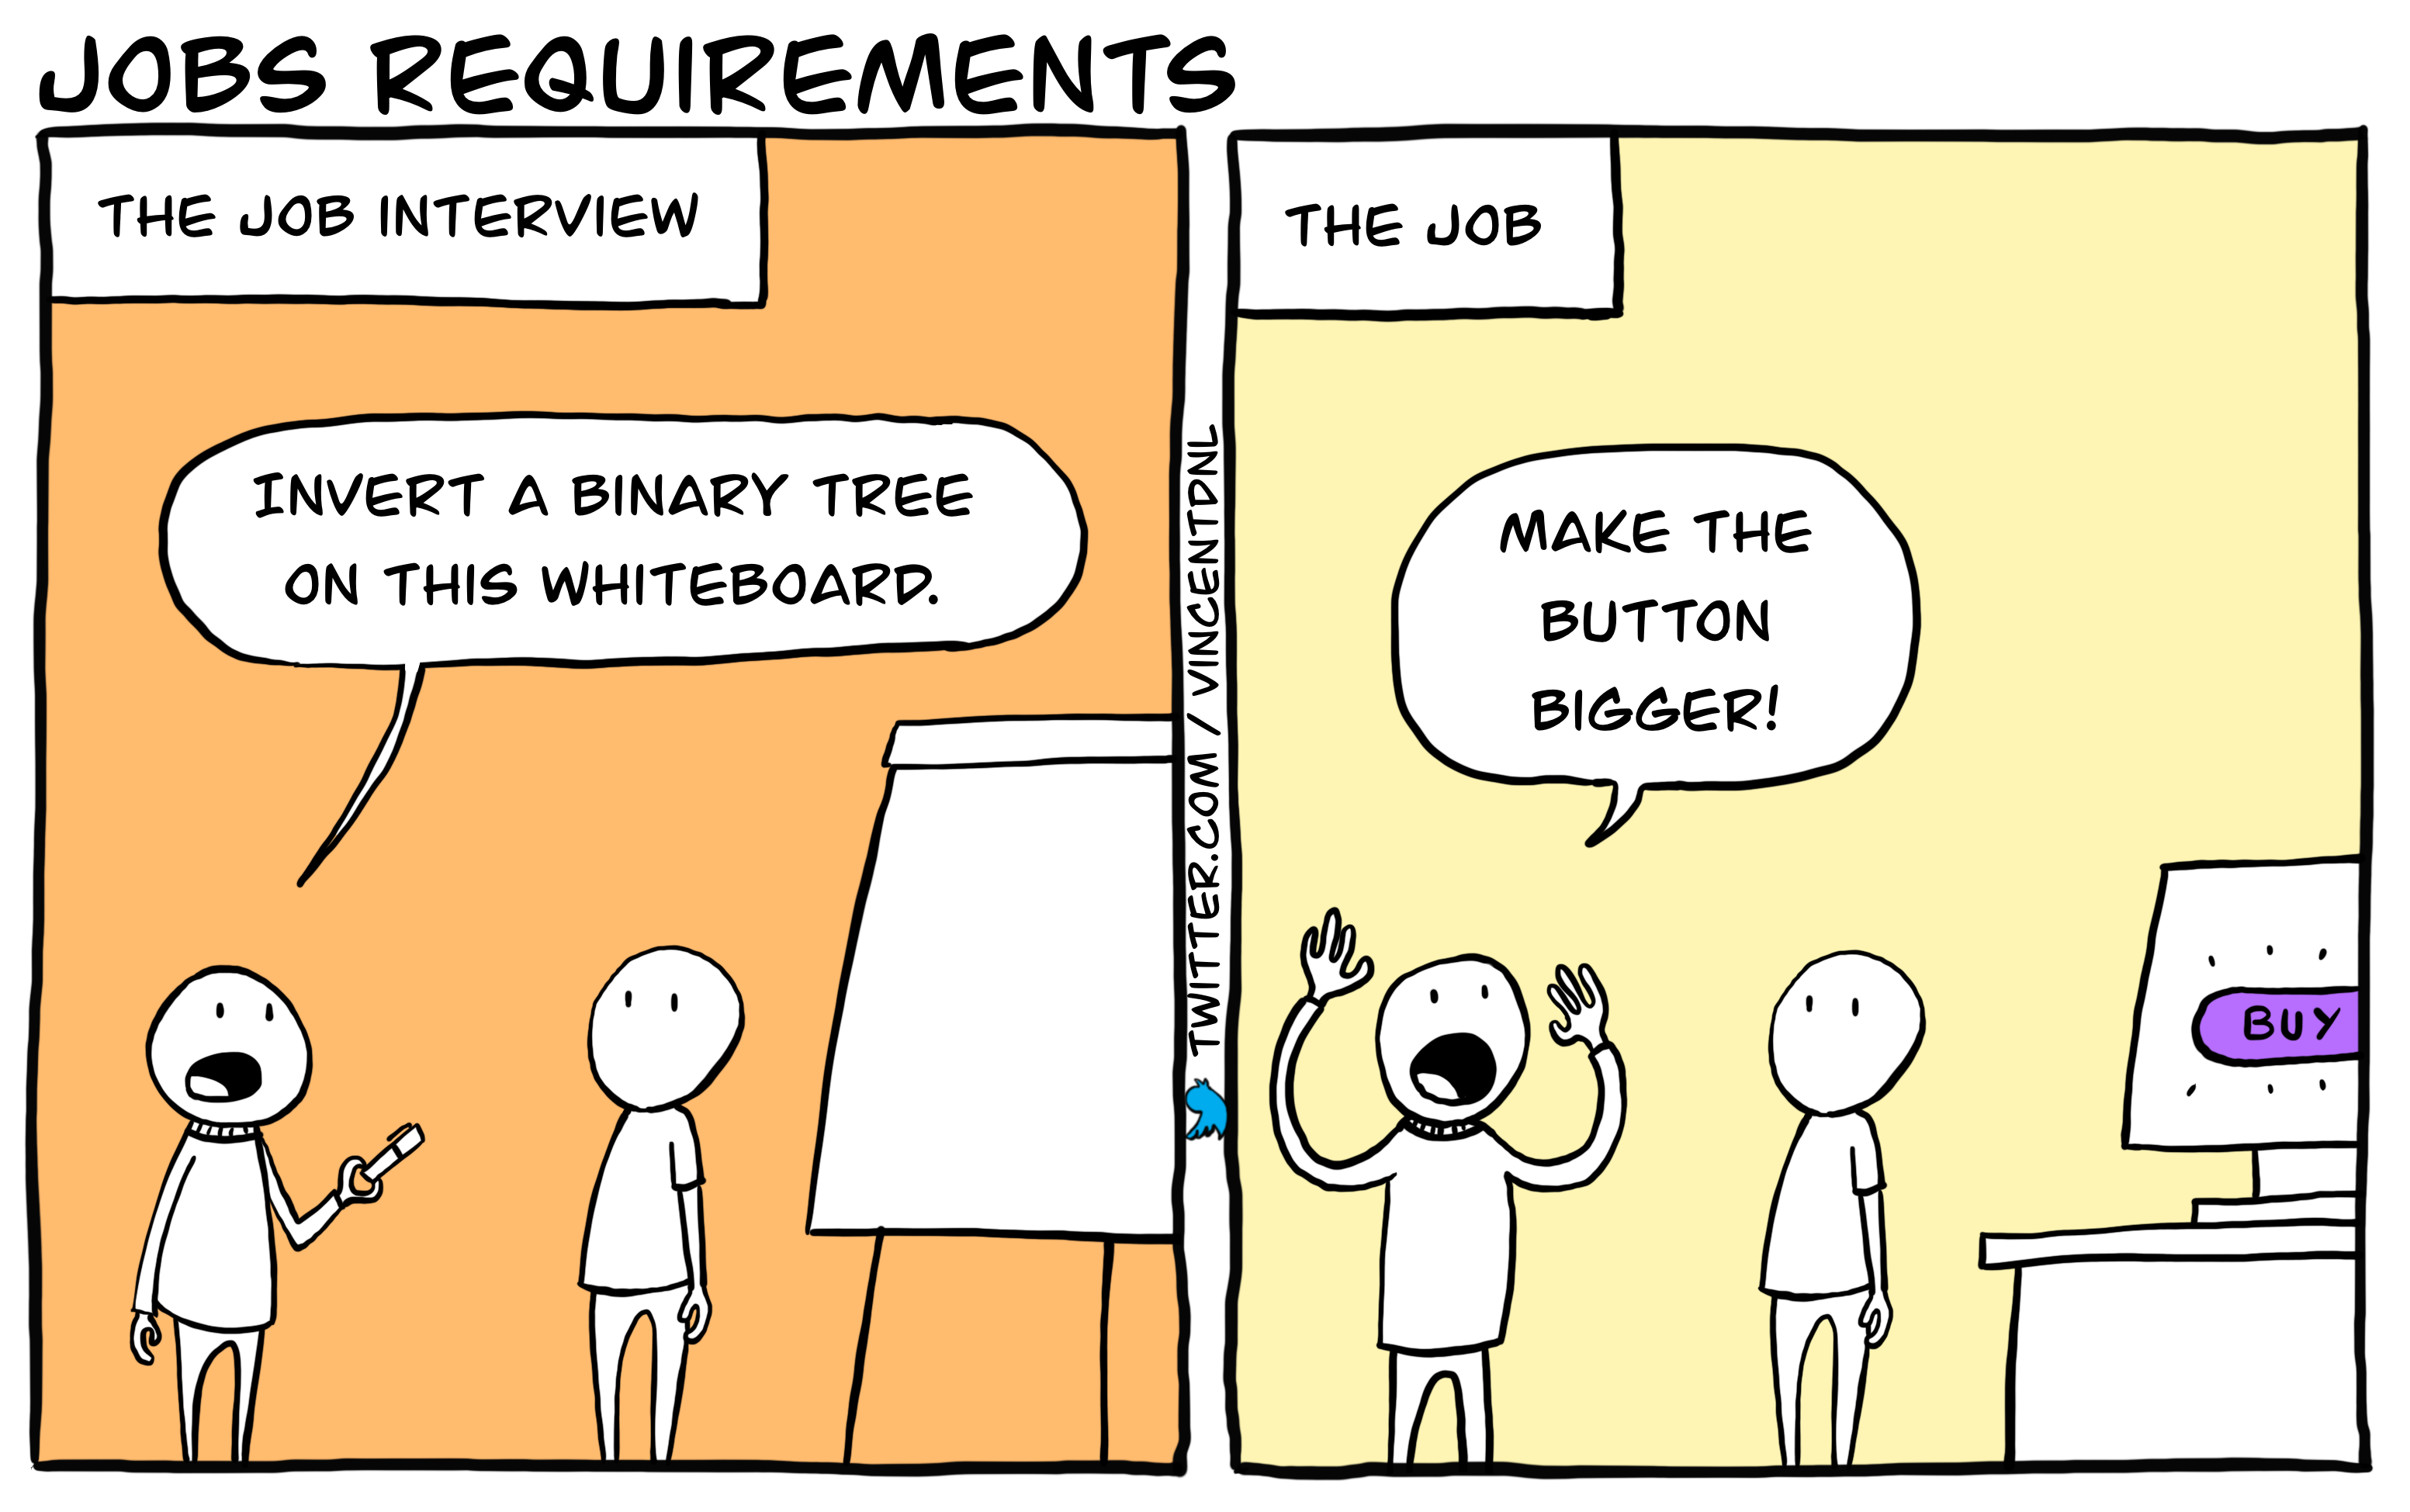 JOBS REQUIREMENTS
THE JOB INTERVIEW
INVERT A BINARY TREE
ON THIS WHITEBOARD.
TWITTER.COM / VINCENTDNL
THE JOB
MAKE THE
BUTTON
BIGGER!
BUY